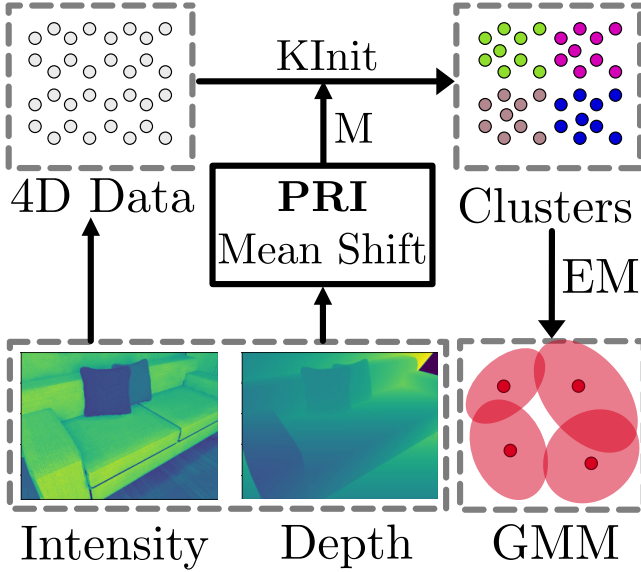 KInit
M
4D Data
PRI
Mean Shift
Clusters
EM
Intensity
Depth
GMM